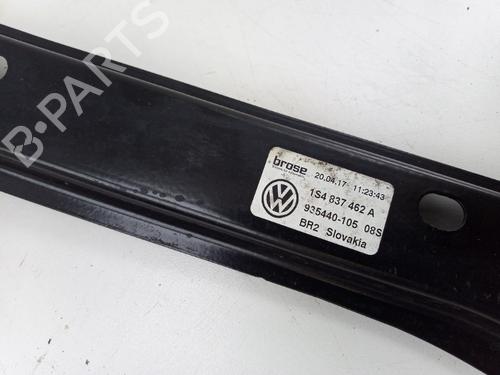 B-PARTS
brose
20.04.17 11:23:43
1S4 837 462 A
935440-105 08S
BR2 Slovakia